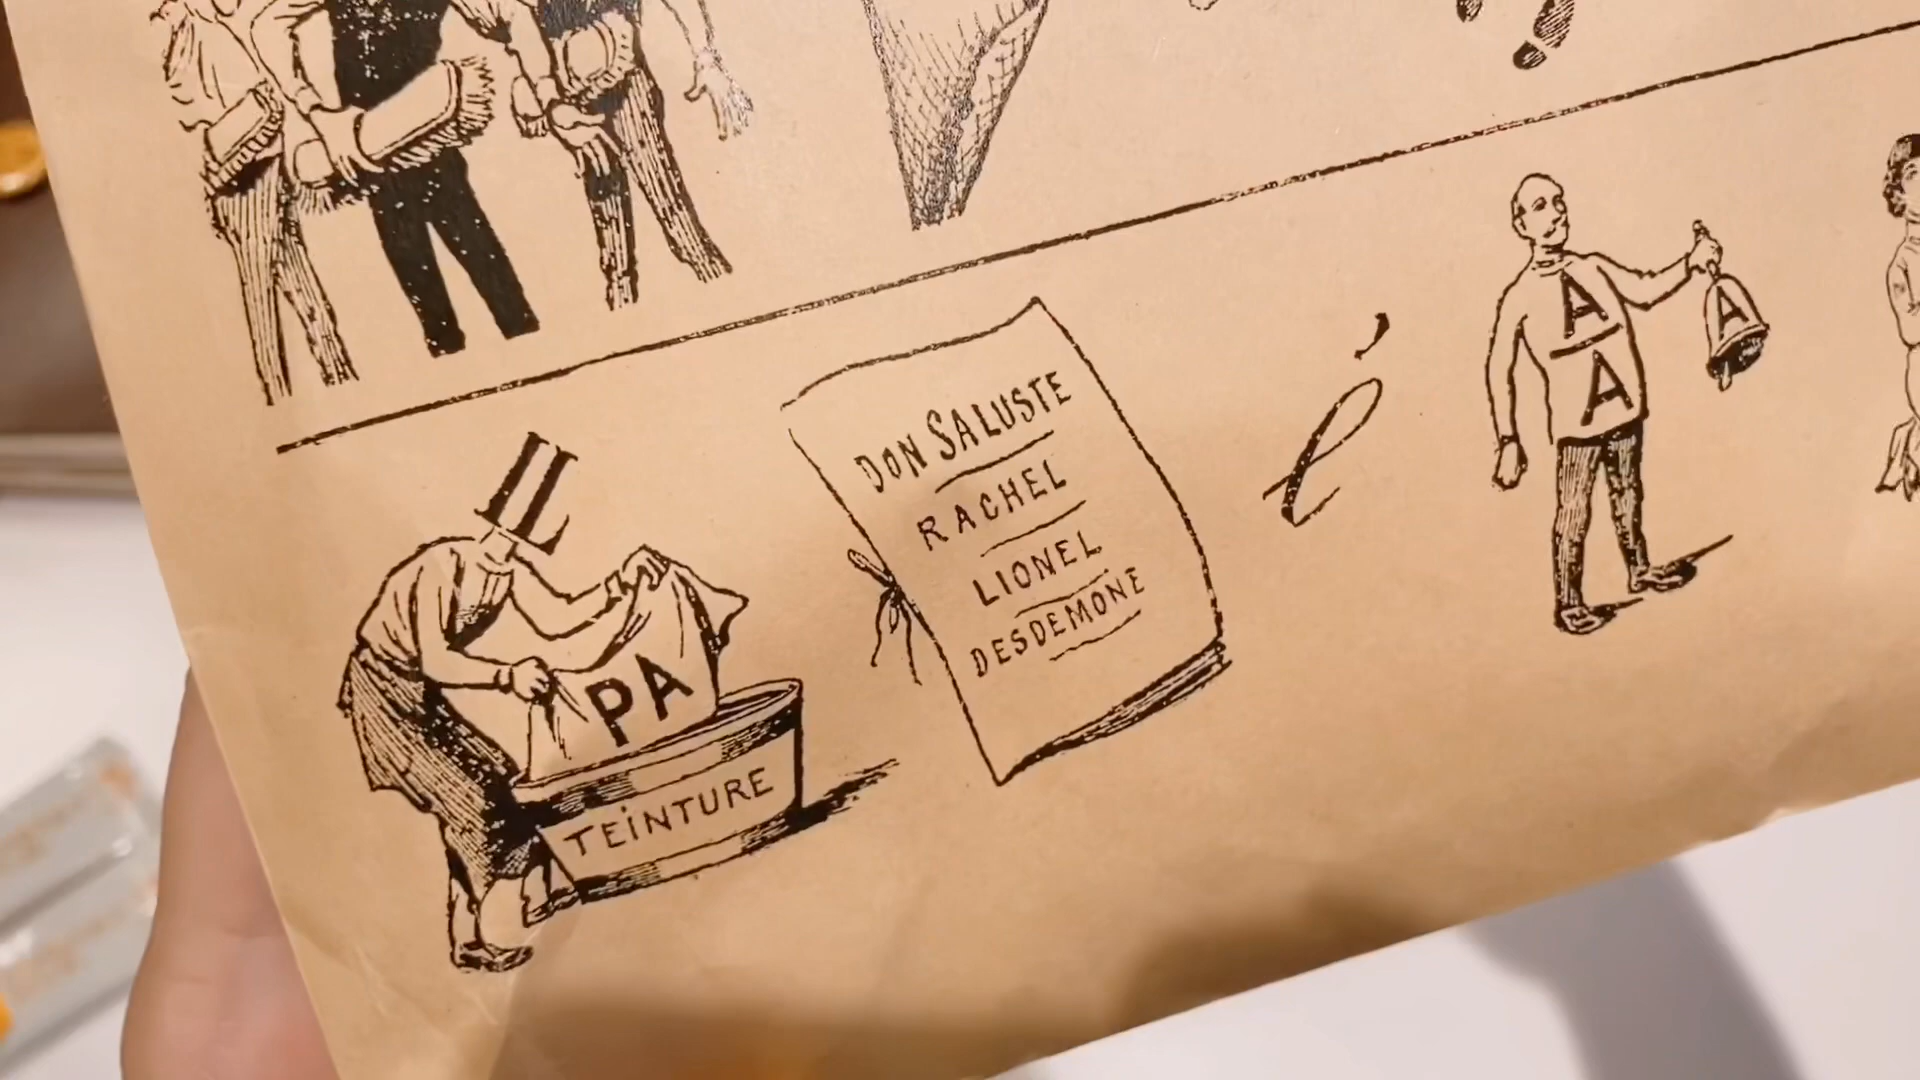 IL
PA
TEINTURE
DON SALUSTE
RACHEL
LIONEL
DESDEMONE
é
A
A
A